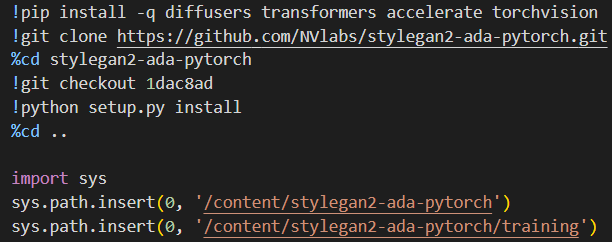 !pip install -q diffusers transformers accelerate torchvision
!git clone https://github.com/NVlabs/stylegan2-ada-pytorch.git
%cd stylegan2-ada-pytorch
!git checkout 1dac8ad
!python setup.py install
%cd ..
import sys
sys.path.insert(0, '/content/stylegan2-ada-pytorch')
sys.path.insert(0, '/content/stylegan2-ada-pytorch/training')